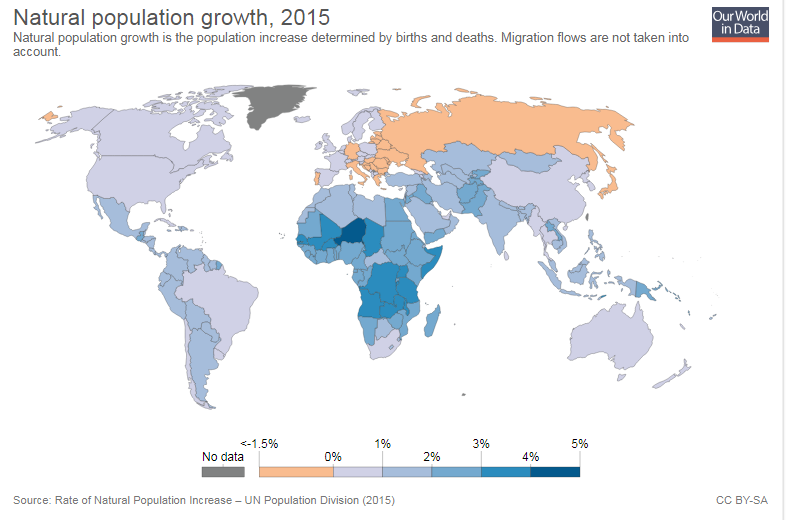 Natural population growth, 2015
Our World
in Data
Natural population growth is the population increase determined by births and deaths. Migration flows are not taken into
account.
<-1.5% 1% 3% 5%
No data 0% 2% 4%
Source: Rate of Natural Population Increase – UN Population Division (2015)
CC BY-SA